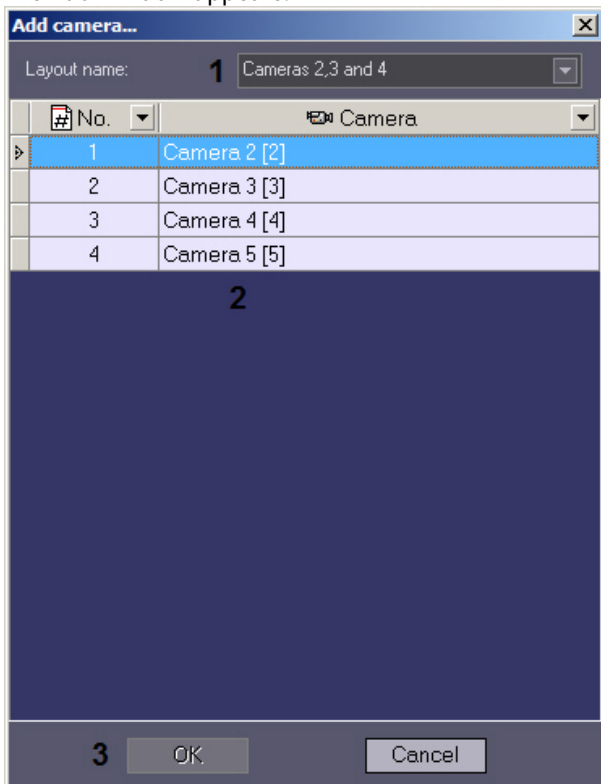 Add camera...
Layout name: 1 Cameras 2,3 and 4
# No. Camera
1 Camera 2 [2]
2 Camera 3 [3]
3 Camera 4 [4]
4 Camera 5 [5]
2
3 OK Cancel